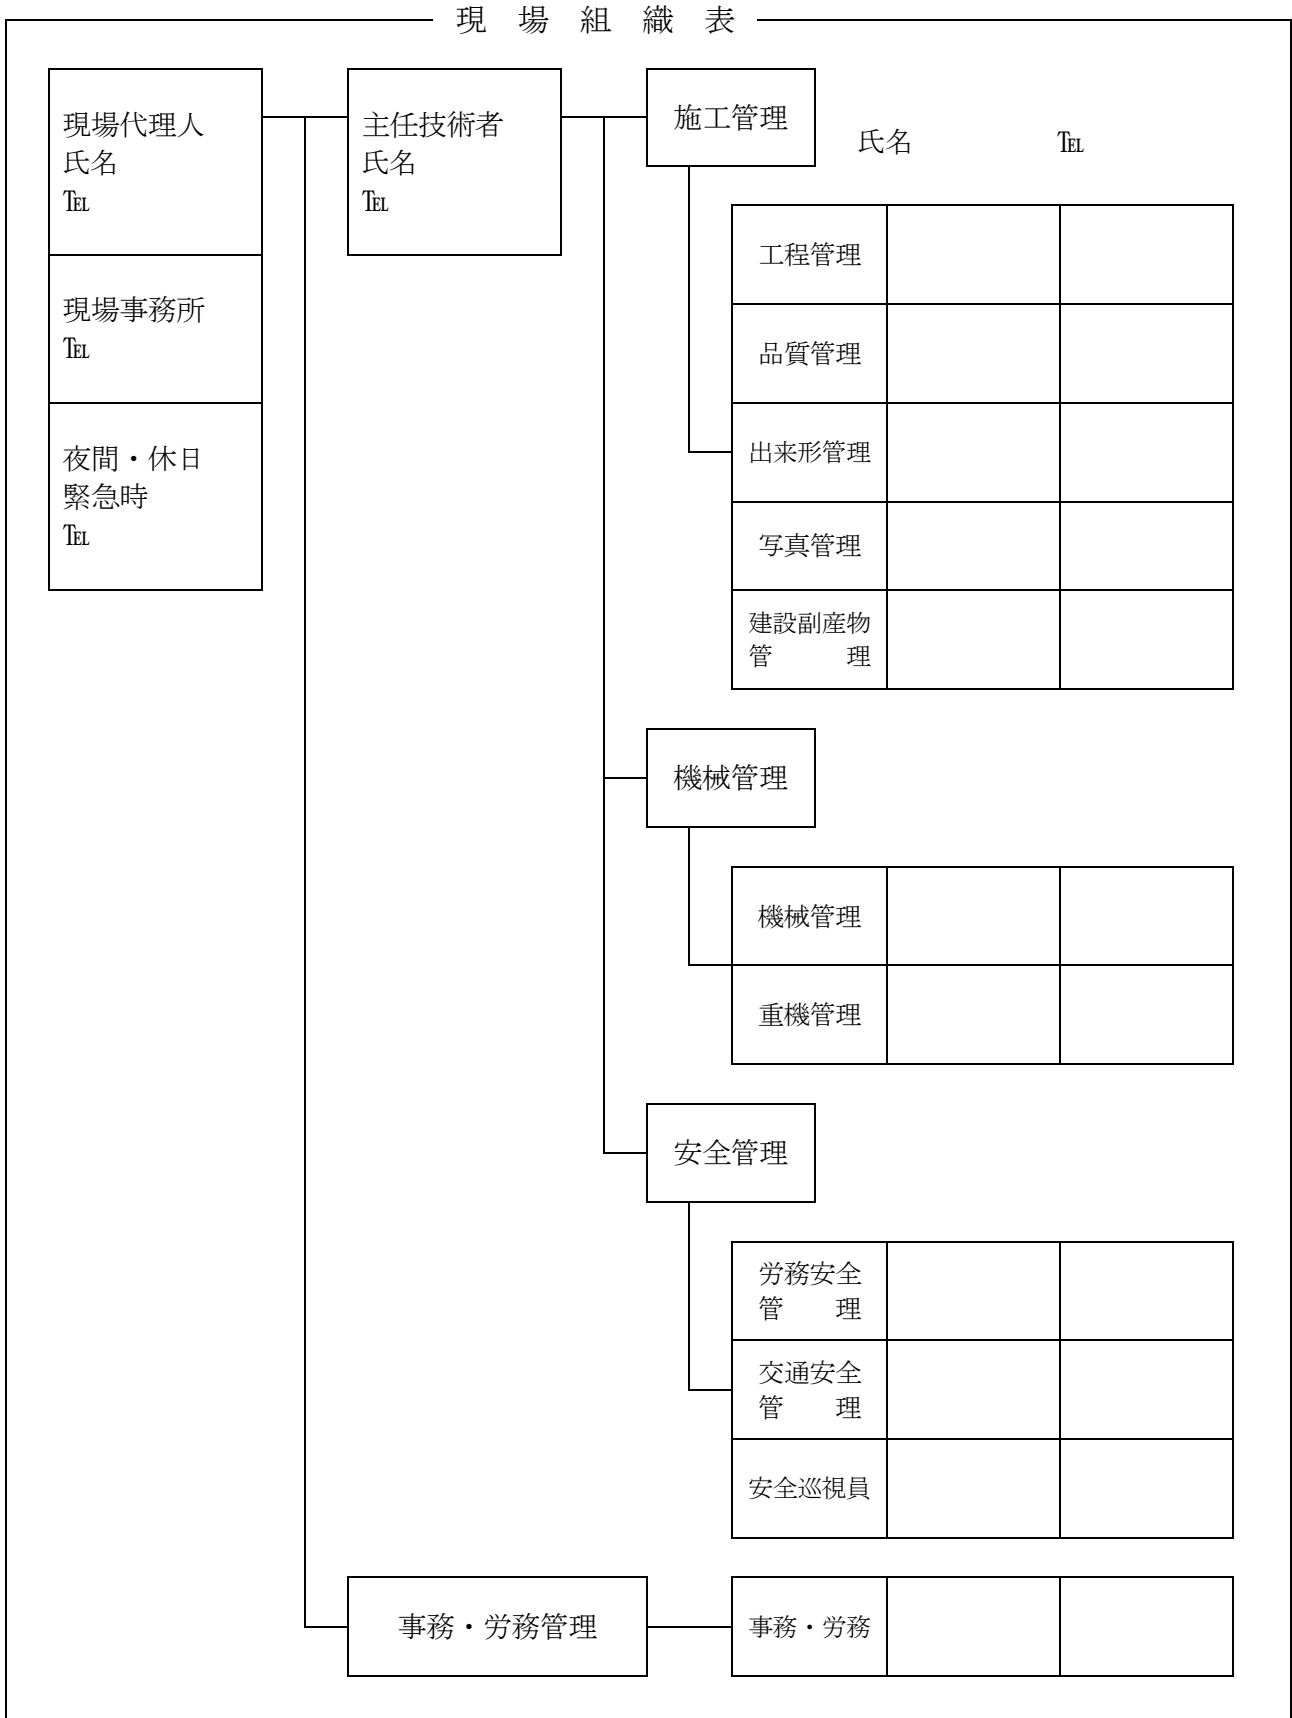 現　場　組　織　表
現場代理人
氏名
℡
現場事務所
℡
夜間・休日
緊急時
℡
主任技術者
氏名
℡
施工管理
氏名　　　　　℡
工程管理
品質管理
出来形管理
写真管理
建設副産物
管　　　理
機械管理
機械管理
重機管理
安全管理
労務安全
管　　理
交通安全
管　　理
安全巡視員
事務・労務管理
事務・労務